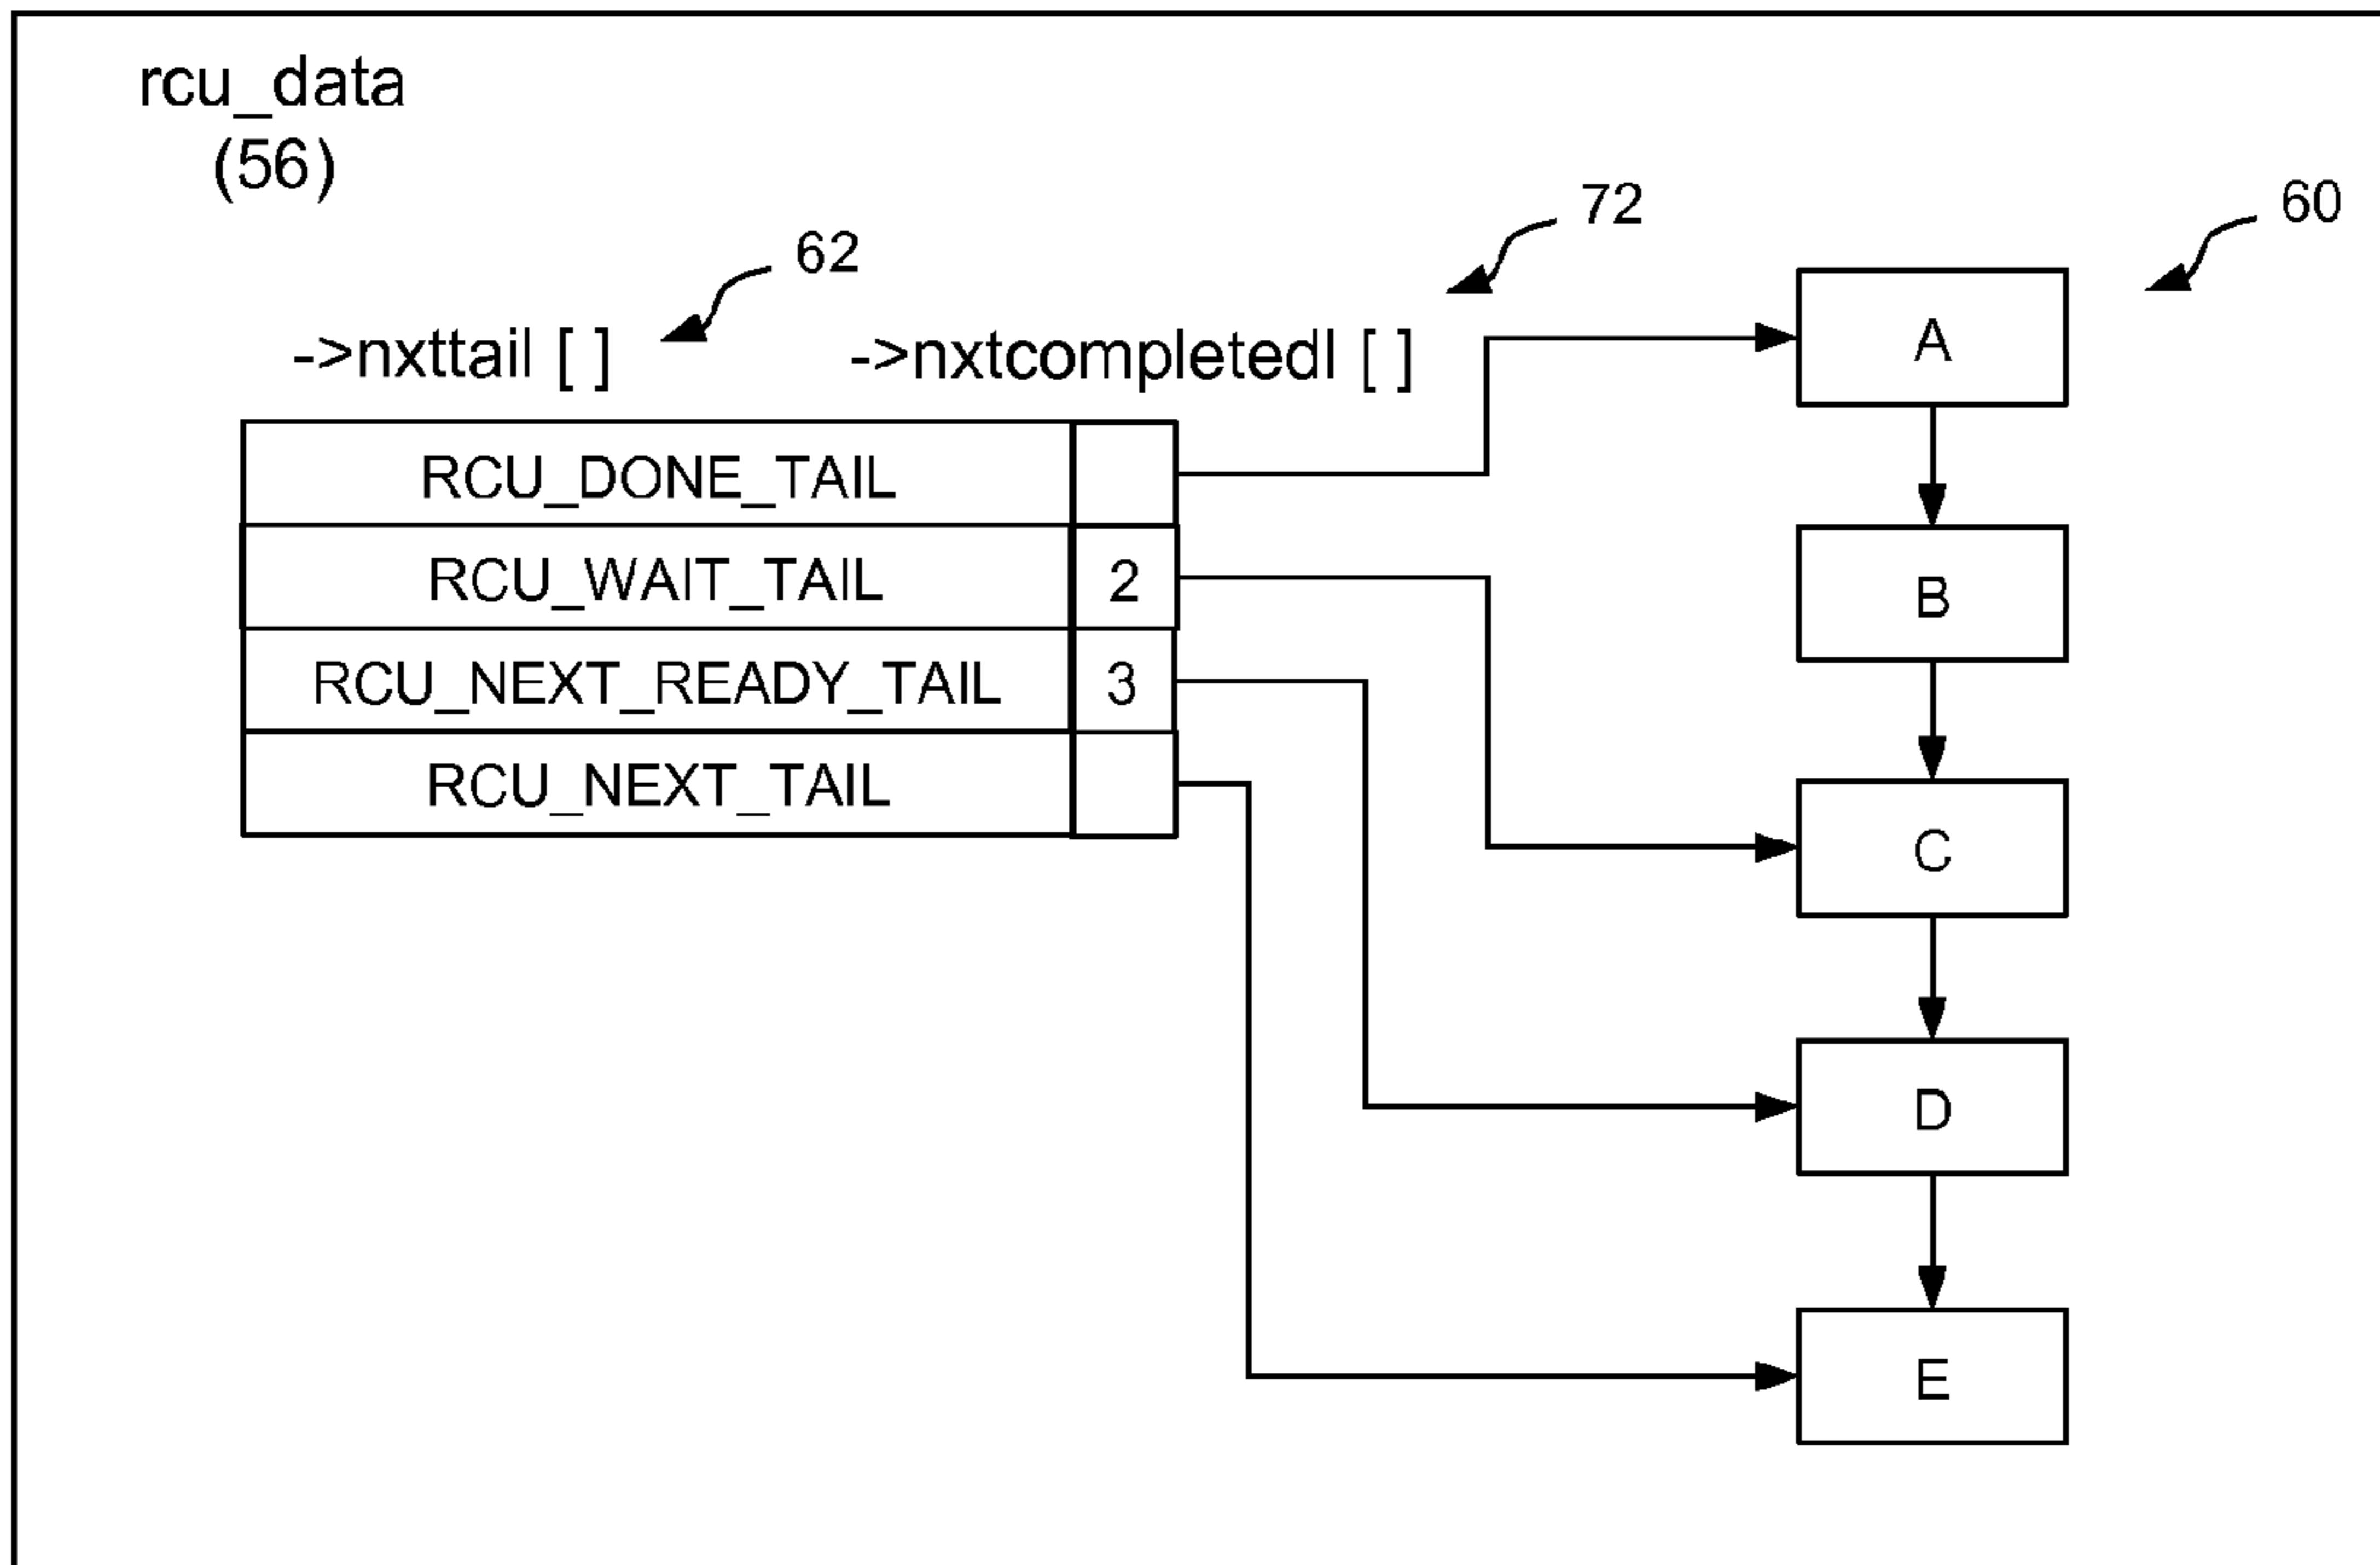 rcu_data
(56)
62
72
60
->nxttail [ ]
->nxtcompletedl [ ]
RCU_DONE_TAIL
RCU_WAIT_TAIL 2
RCU_NEXT_READY_TAIL 3
RCU_NEXT_TAIL
A
B
C
D
E